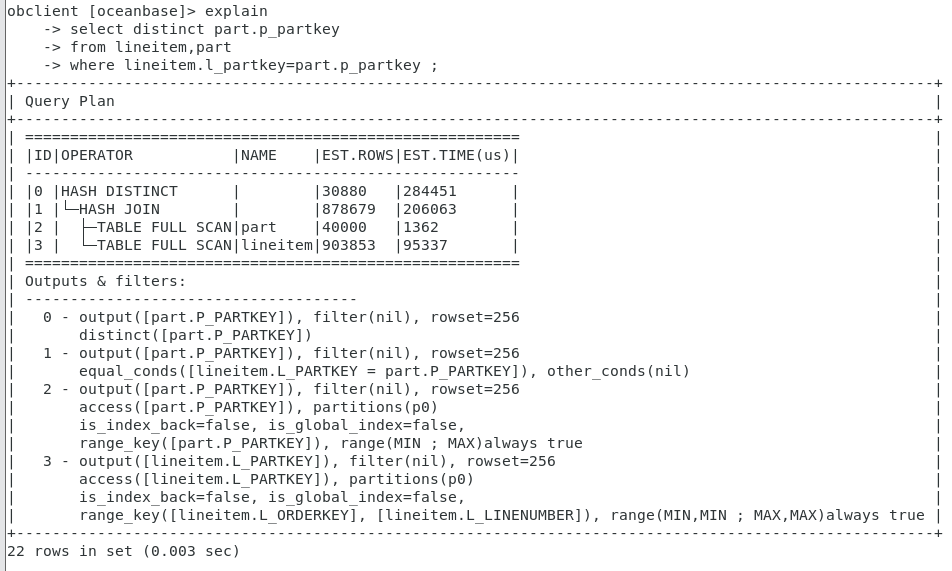 obclient [oceanbase]> explain
    -> select distinct part.p_partkey
    -> from lineitem,part
    -> where lineitem.l_partkey=part.p_partkey ;
+------------------------------------------------------------------------------------------------------+
| Query Plan                                                                                           |
+------------------------------------------------------------------------------------------------------+
| =======================================================                                              |
| |ID|OPERATOR           |NAME    |EST.ROWS|EST.TIME(us)|                                              |
| -------------------------------------------------------                                              |
| |0 |HASH DISTINCT      |        |30880   |284451      |                                              |
| |1 |└─HASH JOIN        |        |878679  |206063      |                                              |
| |2 |  ├─TABLE FULL SCAN|part    |40000   |1362        |                                              |
| |3 |  └─TABLE FULL SCAN|lineitem|903853  |95337       |                                              |
| =======================================================                                              |
| Outputs & filters:                                                                                   |
| -------------------------------------                                                                |
|   0 - output([part.P_PARTKEY]), filter(nil), rowset=256                                              |
|       distinct([part.P_PARTKEY])                                                                     |
|   1 - output([part.P_PARTKEY]), filter(nil), rowset=256                                              |
|       equal_conds([lineitem.L_PARTKEY = part.P_PARTKEY]), other_conds(nil)                           |
|   2 - output([part.P_PARTKEY]), filter(nil), rowset=256                                              |
|       access([part.P_PARTKEY]), partitions(p0)                                                       |
|       is_index_back=false, is_global_index=false,                                                    |
|       range_key([part.P_PARTKEY]), range(MIN ; MAX)always true                                       |
|   3 - output([lineitem.L_PARTKEY]), filter(nil), rowset=256                                          |
|       access([lineitem.L_PARTKEY]), partitions(p0)                                                   |
|       is_index_back=false, is_global_index=false,                                                    |
|       range_key([lineitem.L_ORDERKEY], [lineitem.L_LINENUMBER]), range(MIN,MIN ; MAX,MAX)always true |
+------------------------------------------------------------------------------------------------------+
22 rows in set (0.003 sec)